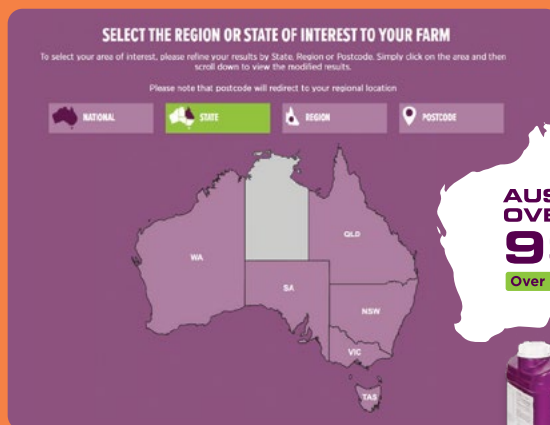 SELECT THE REGION OR STATE OF INTEREST TO YOUR FARM
To select your area of interest, please refine your results by State, Region or Postcode. Simply click on the area and then
scroll down to view the modified results.
Please note that postcode will redirect to your regional location
NATIONAL
STATE
REGION
POSTCODE
QLD
WA
SA
NSW
VIC
TAS
AUS
OVE
9
Over